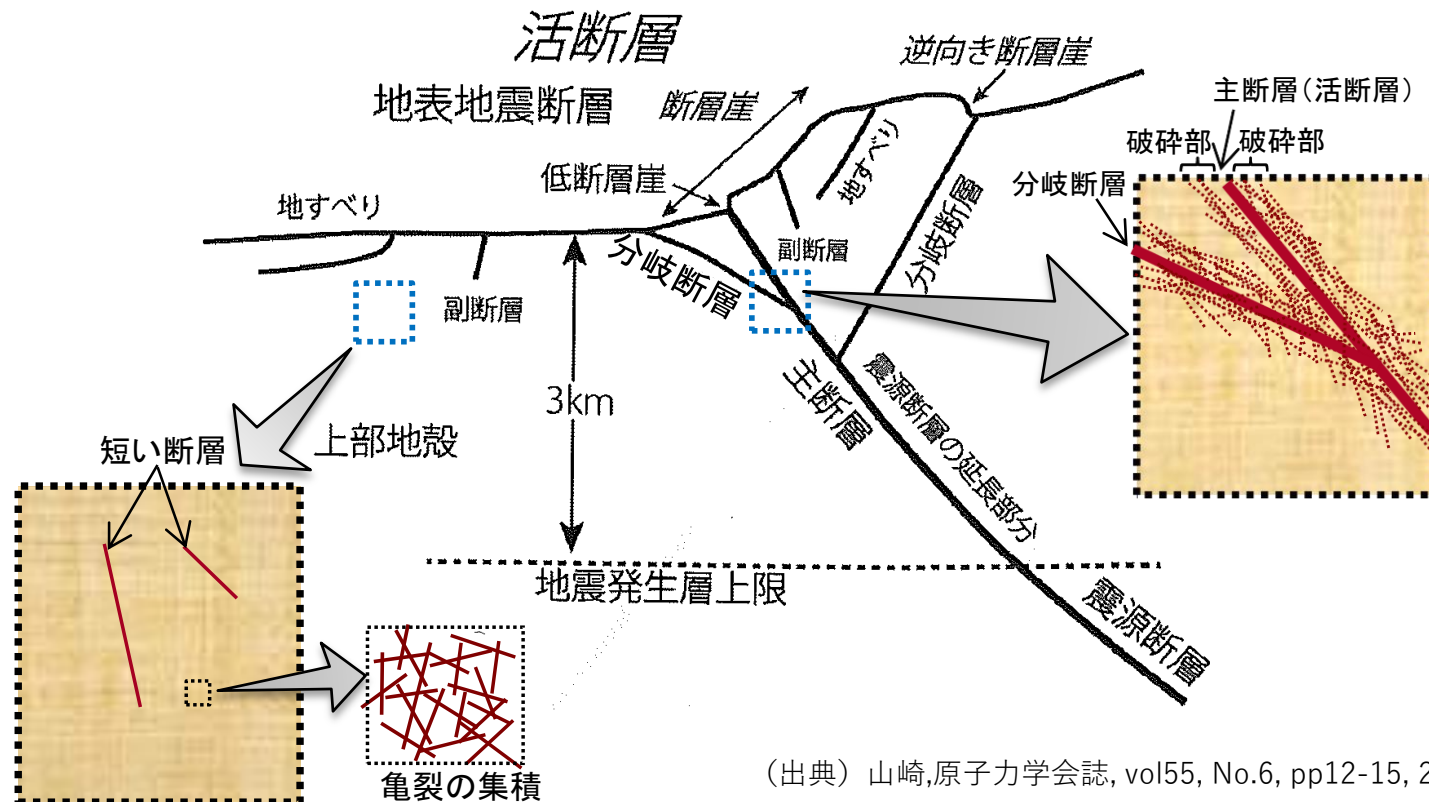 活断層
地表地震断層
断層崖
逆向き断層崖
主断層（活断層）
破砕部
破砕部
分岐断層
低断層崖
地すべり
地すべり
副断層
副断層
分岐断層
分岐断層
3km
主断層
震源断層の延長部分
上部地殻
短い断層
地震発生層上限
震源断層
亀裂の集積
（出典）山崎,原子力学会誌, vol55, No.6, pp12-15, 2